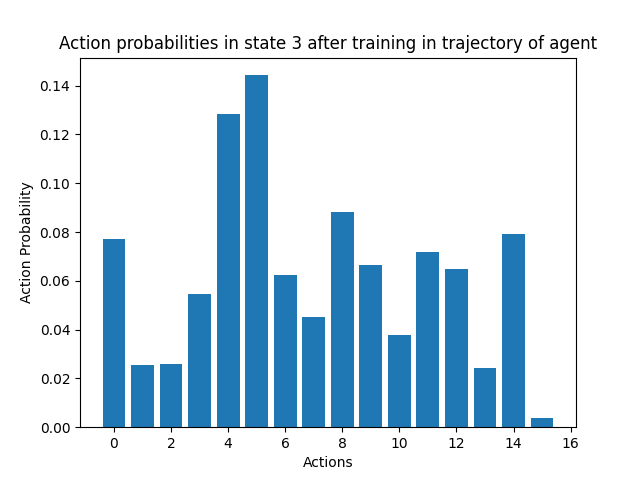 Action probabilities in state 3 after training in trajectory of agent
0.14
0.12
0.10
0.08
0.06
0.04
0.02
0.00
Action Probability
0 2 4 6 8 10 12 14 16
Actions